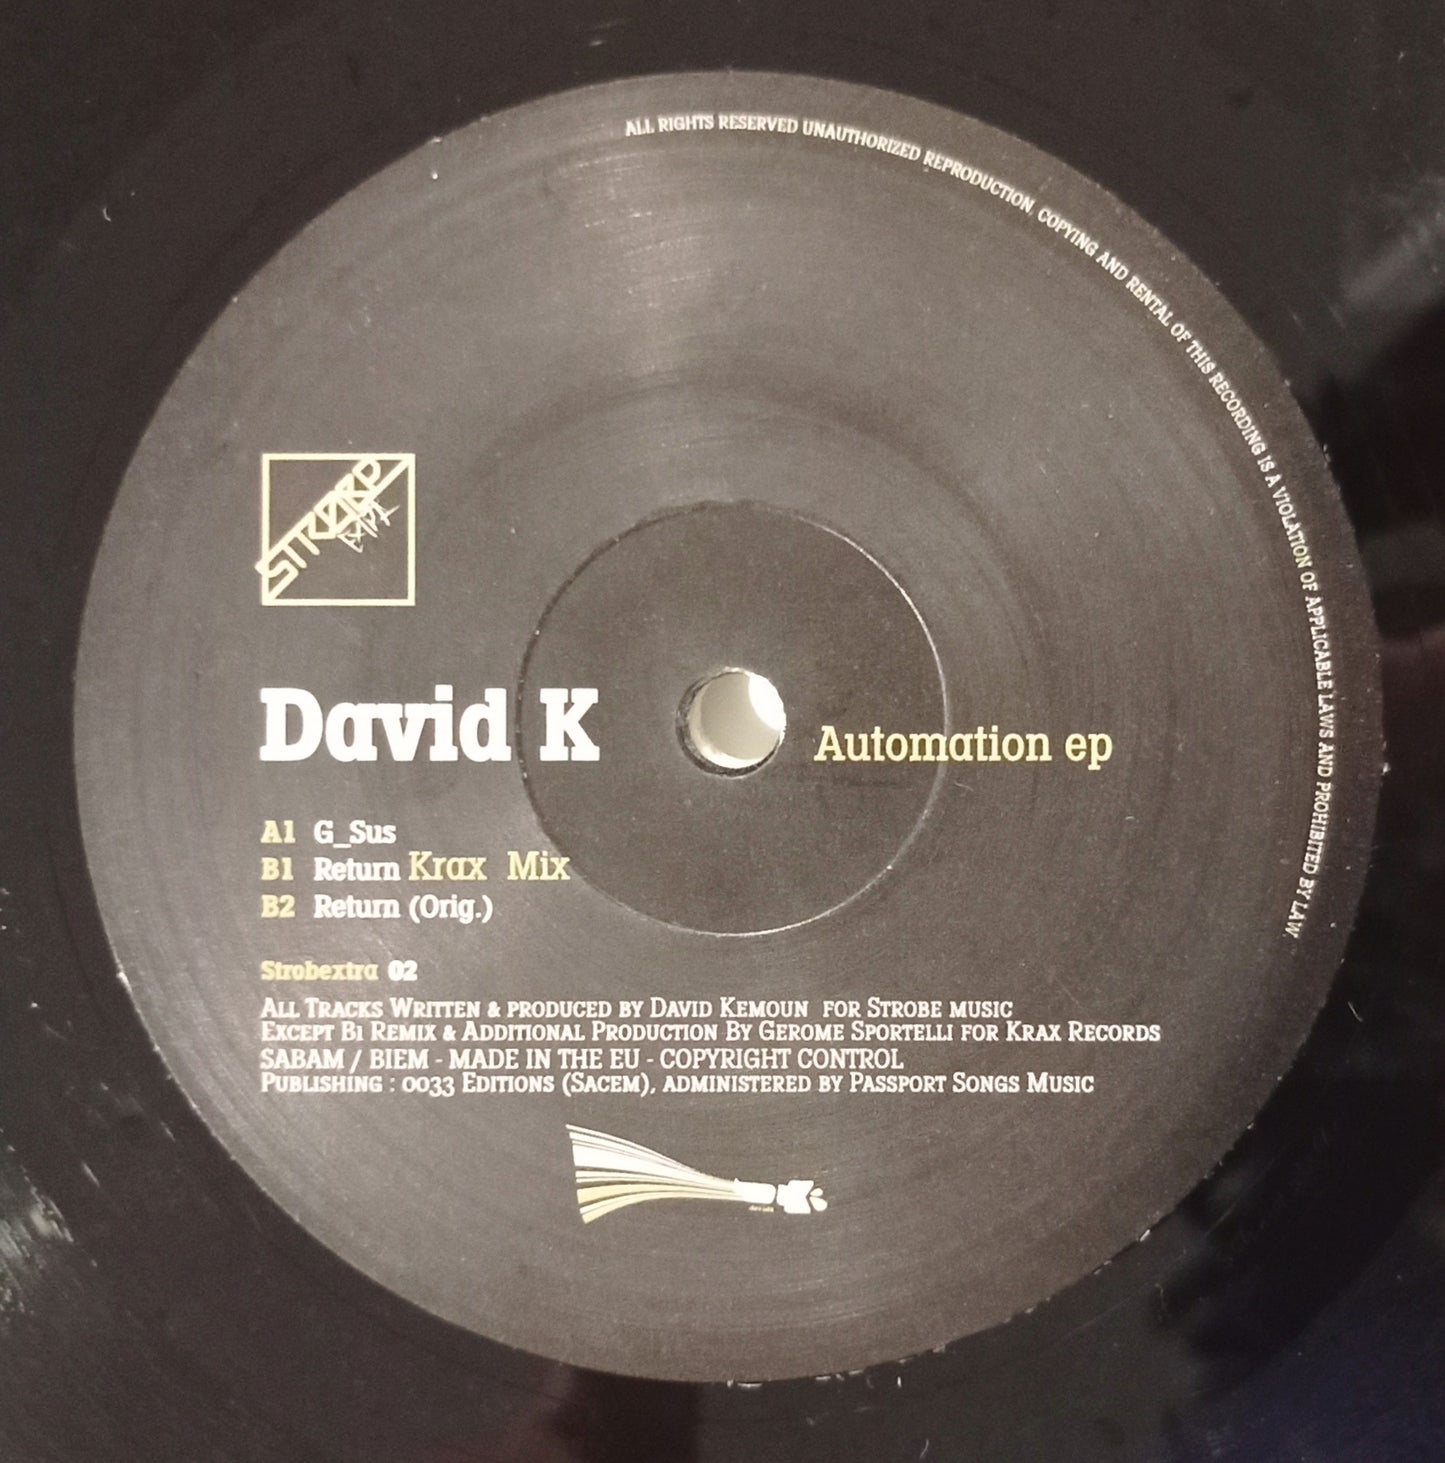 ALL RIGHTS RESERVED UNAUTHORIZED REPRODUCTION, COPYING AND RENTAL OF THIS RECORDING IS A VIOLATION OF APPLICABLE LAWS AND PROHIBITED BY LAW
STROBE
EXTRA
David K
Automation ep
A1 G_Sus
B1 Return Krax Mix
B2 Return (Orig.)
Strobextra 02
ALL TRACKS WRITTEN & PRODUCED BY DAVID KEMOUN FOR STROBE MUSIC
EXCEPT B1 REMIX & ADDITIONAL PRODUCTION BY GEROME SPORTELLI FOR KRAX RECORDS
SABAM / BIEM - MADE IN THE EU - COPYRIGHT CONTROL
PUBLISHING : 0033 EDITIONS (SACEM), ADMINISTERED BY PASSPORT SONGS MUSIC